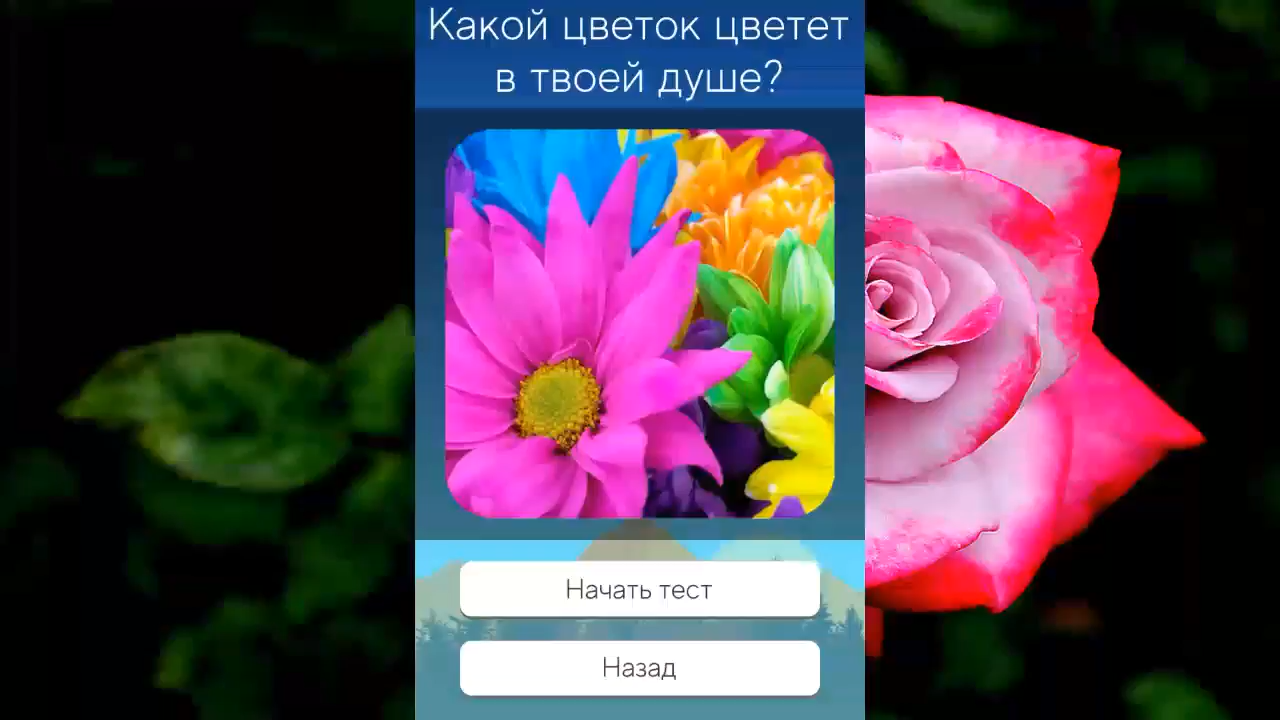 Какой цветок цветет
в твоей душе?
Начать тест
Назад